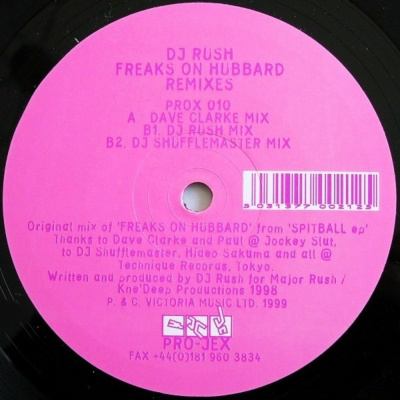 DJ RUSH
FREAKS ON HUBBARD
REMIXES
PROX 010
A DAVE CLARKE MIX
B1. DJ RUSH MIX
B2. DJ SHUFFLEMASTER MIX
5 031377 002123
Original mix of 'FREAKS ON HUBBARD' from 'SPITBALL ep'
Thanks to Dave Clarke and Paul @ Jockey Slut,
to DJ Shufflemaster, Hideo Sakuma and all @
Technique Records, Tokyo.
Written and produced by DJ Rush for Major Rush /
Kne'Deep Productions 1998
P. & C. VICTORIA MUSIC LTD. 1999
PRO-JEX
FAX +44(0)181 960 3834